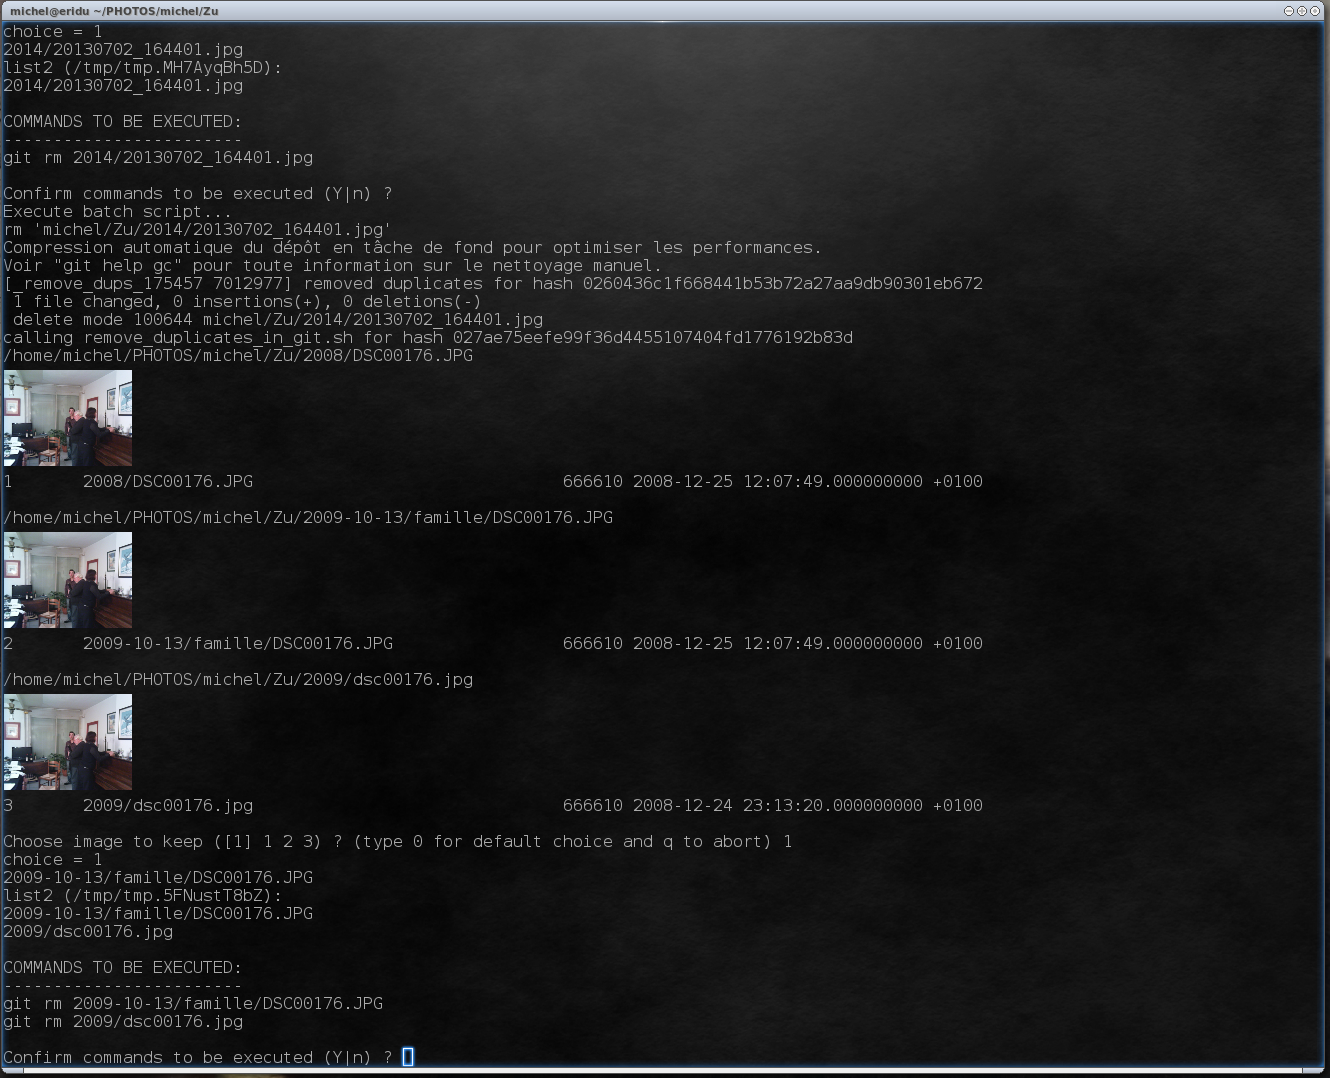 michel@eridu ~/PHOTOS/michel/Zu
choice = 1
2014/20130702_164401.jpg
list2 (/tmp/tmp.MH7AyqBh5D):
2014/20130702_164401.jpg
COMMANDS TO BE EXECUTED:
------------------------
git rm 2014/20130702_164401.jpg
Confirm commands to be executed (Y|n) ?
Execute batch script...
rm 'michel/Zu/2014/20130702_164401.jpg'
Compression automatique du dépôt en tâche de fond pour optimiser les performances.
Voir "git help gc" pour toute information sur le nettoyage manuel.
[_remove_dups_175457 7012977] removed duplicates for hash 0260436c1f668441b53b72a27aa9db90301eb672
 1 file changed, 0 insertions(+), 0 deletions(-)
 delete mode 100644 michel/Zu/2014/20130702_164401.jpg
calling remove_duplicates_in_git.sh for hash 027ae75eefe99f36d4455107404fd1776192b83d
/home/michel/PHOTOS/michel/Zu/2008/DSC00176.JPG
1       2008/DSC00176.JPG                               666610 2008-12-25 12:07:49.000000000 +0100
/home/michel/PHOTOS/michel/Zu/2009-10-13/famille/DSC00176.JPG
2       2009-10-13/famille/DSC00176.JPG                 666610 2008-12-25 12:07:49.000000000 +0100
/home/michel/PHOTOS/michel/Zu/2009/dsc00176.jpg
3       2009/dsc00176.jpg                               666610 2008-12-24 23:13:20.000000000 +0100
Choose image to keep ([1] 1 2 3) ? (type 0 for default choice and q to abort) 1
choice = 1
2009-10-13/famille/DSC00176.JPG
list2 (/tmp/tmp.5FNustT8bZ):
2009-10-13/famille/DSC00176.JPG
2009/dsc00176.jpg
COMMANDS TO BE EXECUTED:
------------------------
git rm 2009-10-13/famille/DSC00176.JPG
git rm 2009/dsc00176.jpg
Confirm commands to be executed (Y|n) ?